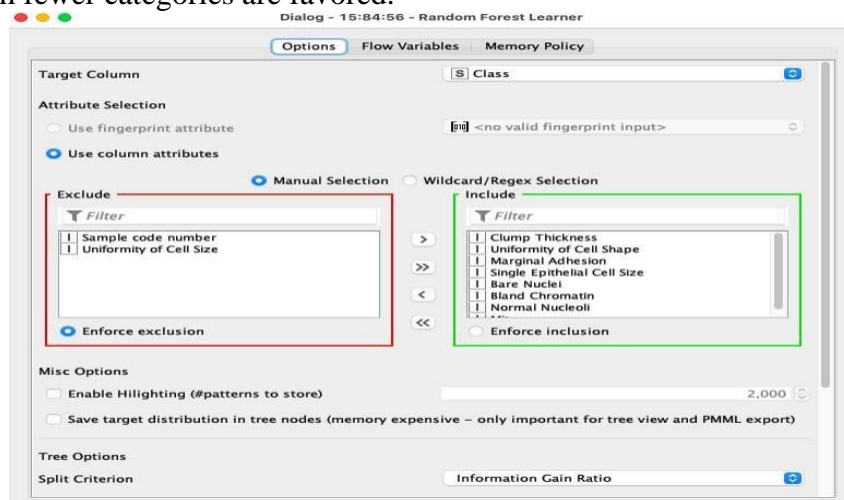 fewer categories are favored.
Dialog - 15:84:56 - Random Forest Learner
Options Flow Variables Memory Policy
Target Column S Class
Attribute Selection
Use fingerprint attribute <no valid fingerprint input>
Use column attributes
Manual Selection Wildcard/Regex Selection
Exclude Include
Filter Filter
I Sample code number
I Uniformity of Cell Size
>
>>
<
<<
I Clump Thickness
I Uniformity of Cell Shape
I Marginal Adhesion
I Single Epithelial Cell Size
I Bare Nuclei
I Bland Chromatin
I Normal Nucleoli
Enforce exclusion Enforce inclusion
Misc Options
Enable Hilighting (#patterns to store) 2,000
Save target distribution in tree nodes (memory expensive – only important for tree view and PMML export)
Tree Options
Split Criterion Information Gain Ratio